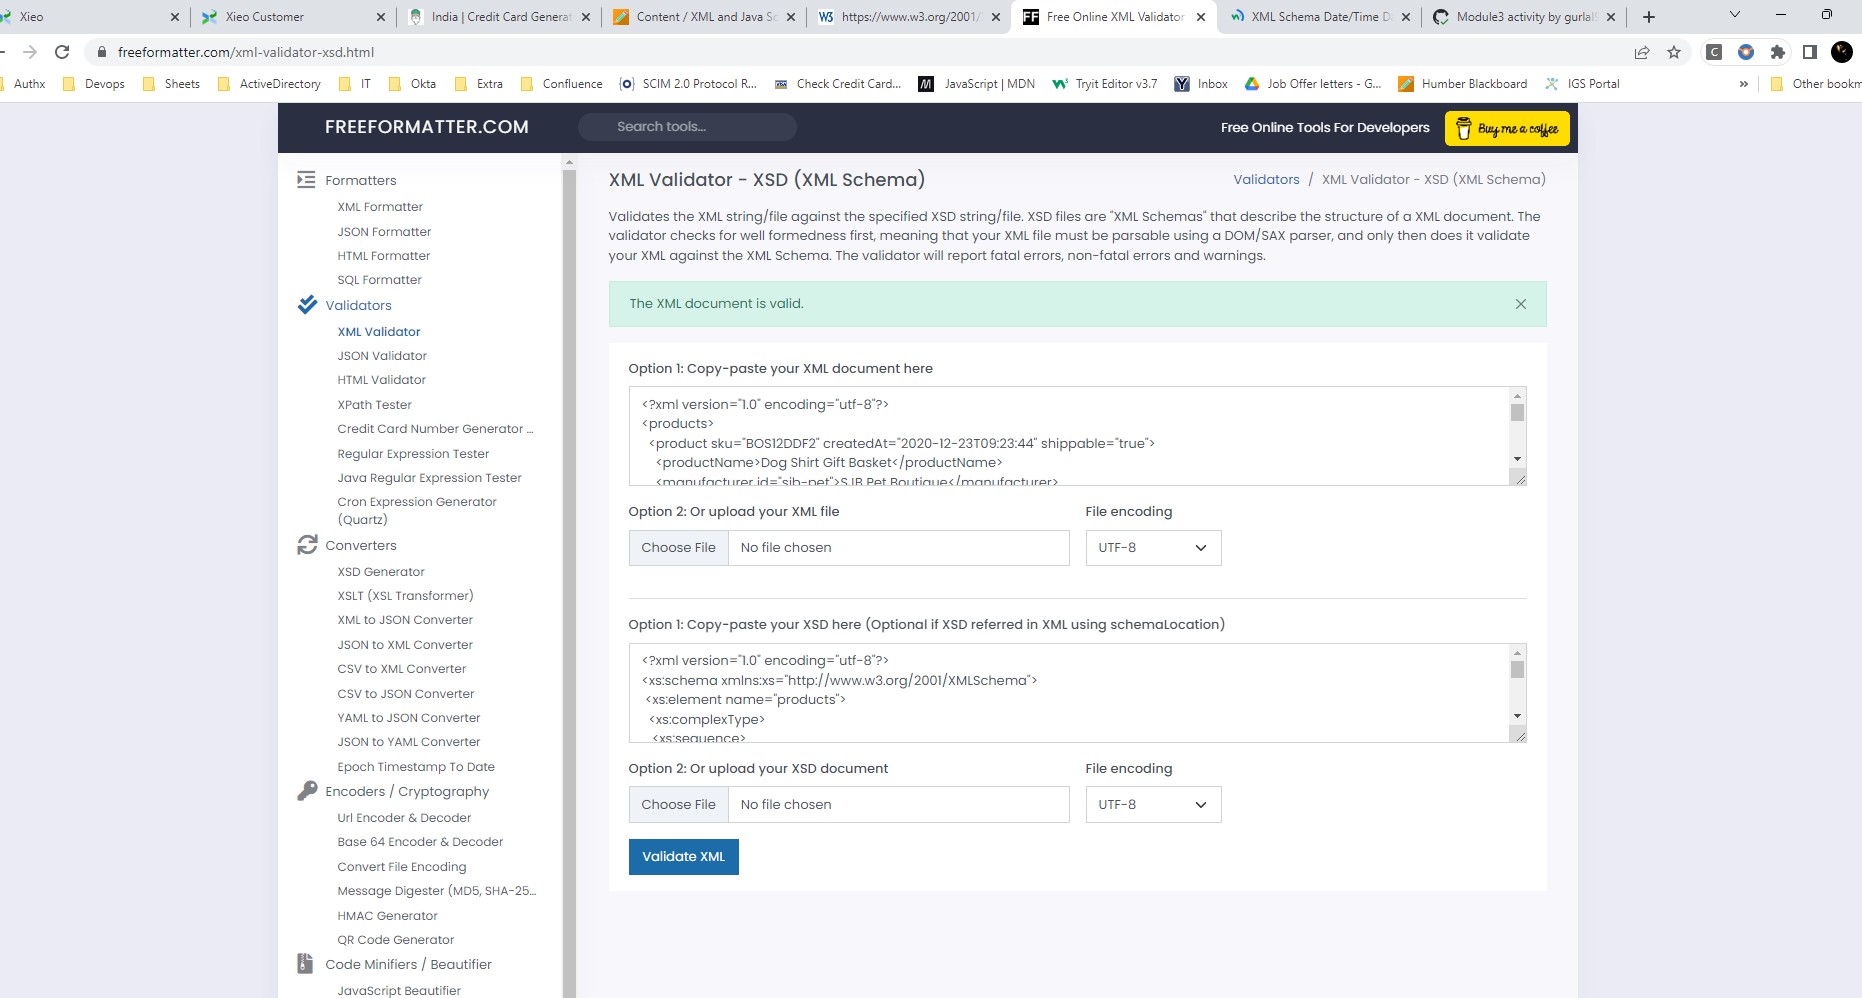 Xieo
Xieo Customer
India | Credit Card Generat
Content / XML and Java Sc
https://www.w3.org/2001/
Free Online XML Validator
XML Schema Date/Time D
Module3 activity by gurlal
freeformatter.com/xml-validator-xsd.html
Authx
Devops
Sheets
ActiveDirectory
IT
Okta
Extra
Confluence
SCIM 2.0 Protocol R...
Check Credit Card...
JavaScript | MDN
Tryit Editor v3.7
Inbox
Job Offer letters - G...
Humber Blackboard
IGS Portal
»
Other bookm
FREEFORMATTER.COM
Search tools...
Free Online Tools For Developers
Buy me a coffee
Formatters
XML Formatter
JSON Formatter
HTML Formatter
SQL Formatter
Validators
XML Validator
JSON Validator
HTML Validator
XPath Tester
Credit Card Number Generator ...
Regular Expression Tester
Java Regular Expression Tester
Cron Expression Generator
(Quartz)
Converters
XSD Generator
XSLT (XSL Transformer)
XML to JSON Converter
JSON to XML Converter
CSV to XML Converter
CSV to JSON Converter
YAML to JSON Converter
JSON to YAML Converter
Epoch Timestamp To Date
Encoders / Cryptography
Url Encoder & Decoder
Base 64 Encoder & Decoder
Convert File Encoding
Message Digester (MD5, SHA-25...
HMAC Generator
QR Code Generator
Code Minifiers / Beautifier
JavaScript Beautifier
XML Validator - XSD (XML Schema)
Validators / XML Validator - XSD (XML Schema)
Validates the XML string/file against the specified XSD string/file. XSD files are "XML Schemas" that describe the structure of a XML document. The
validator checks for well formedness first, meaning that your XML file must be parsable using a DOM/SAX parser, and only then does it validate
your XML against the XML Schema. The validator will report fatal errors, non-fatal errors and warnings.
The XML document is valid.
Option 1: Copy-paste your XML document here
<?xml version="1.0" encoding="utf-8"?>
<products>
<product sku="BOS12DDF2" createdAt="2020-12-23T09:23:44" shippable="true">
<productName>Dog Shirt Gift Basket</productName>
<manufacturer id="sjb-pet">SJB Pet Boutique</manufacturer>
Option 2: Or upload your XML file
File encoding
Choose File
No file chosen
UTF-8
Option 1: Copy-paste your XSD here (Optional if XSD referred in XML using schemaLocation)
<?xml version="1.0" encoding="utf-8"?>
<xs:schema xmlns:xs="http://www.w3.org/2001/XMLSchema">
<xs:element name="products">
<xs:complexType>
<xs:sequence>
Option 2: Or upload your XSD document
File encoding
Choose File
No file chosen
UTF-8
Validate XML